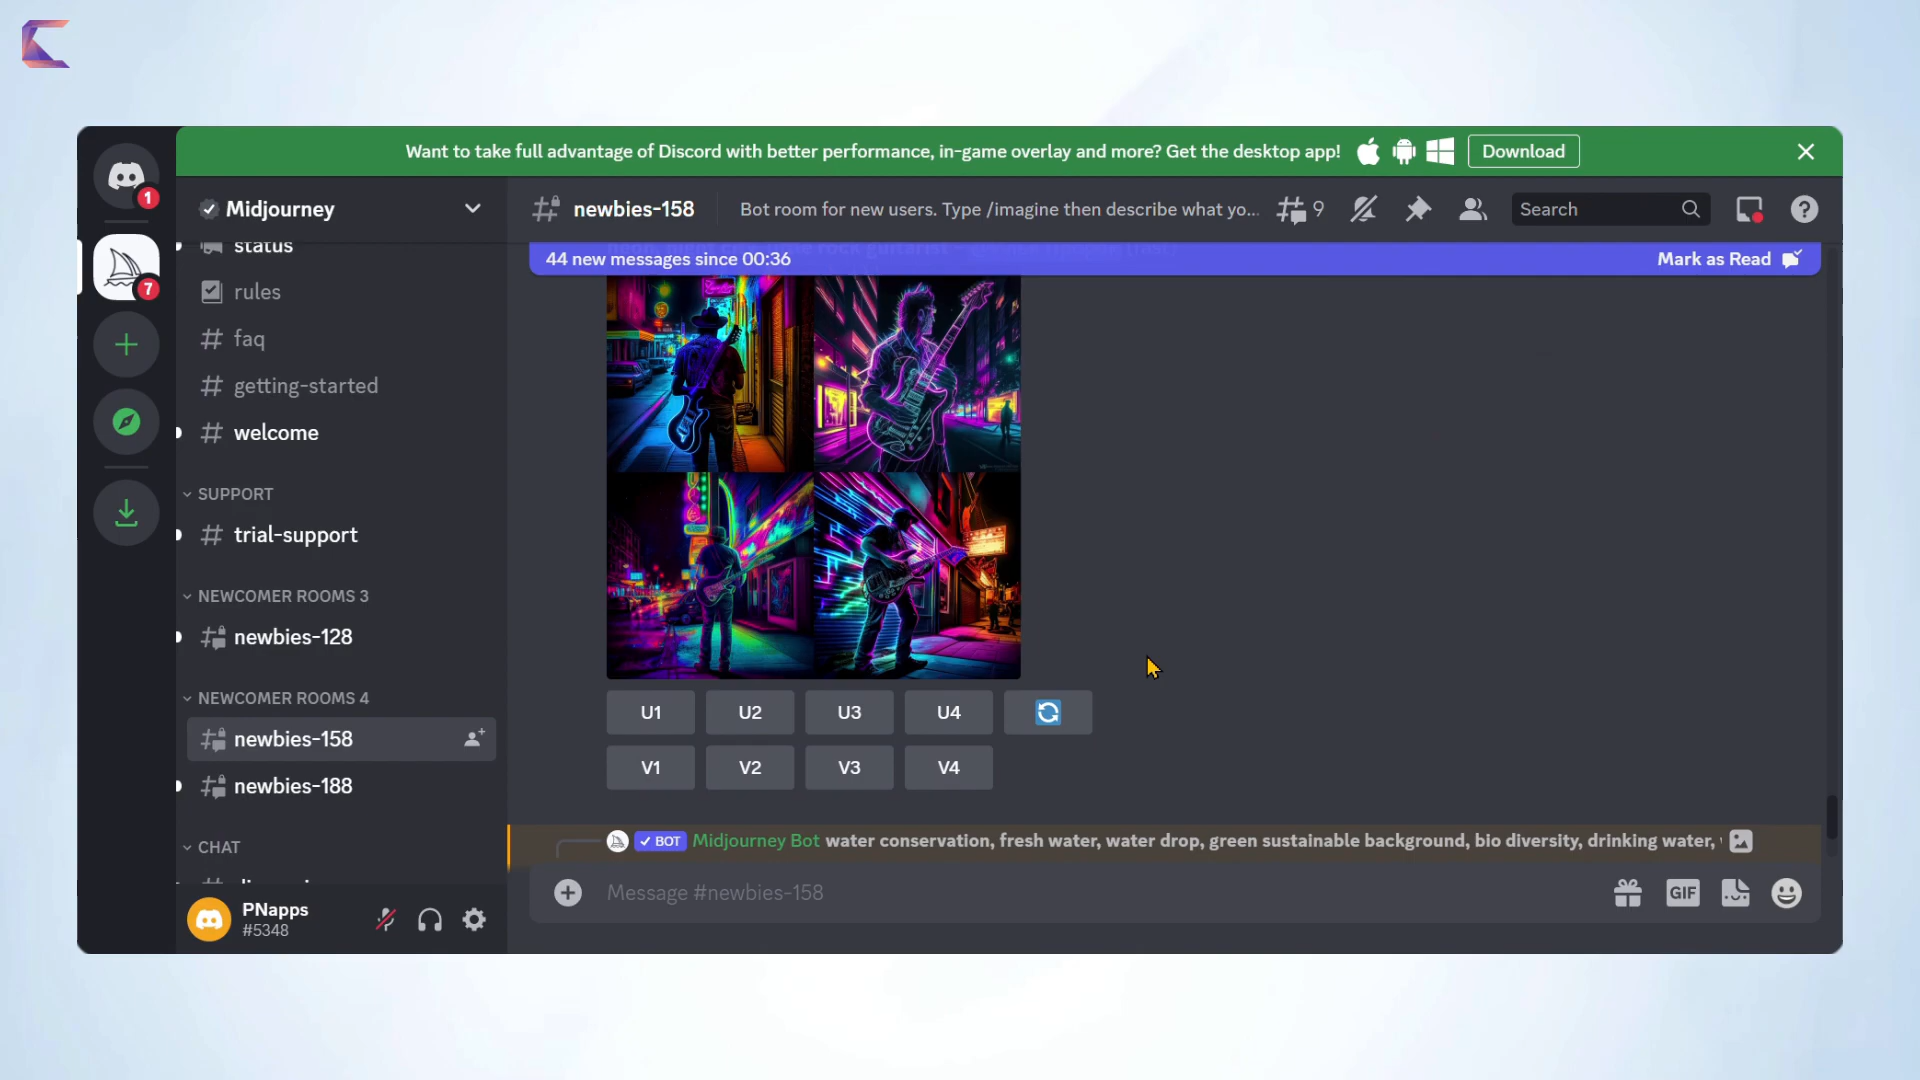 Want to take full advantage of Discord with better performance, in-game overlay and more? Get the desktop app!
Download
1
7
Midjourney
status
rules
faq
getting-started
welcome
SUPPORT
trial-support
NEWCOMER ROOMS 3
newbies-128
NEWCOMER ROOMS 4
newbies-158
newbies-188
CHAT
PNapps
#5348
newbies-158
Bot room for new users. Type /imagine then describe what yo...
9
Search
44 new messages since 00:36
Mark as Read
U1
U2
U3
U4
V1
V2
V3
V4
BOT
Midjourney Bot water conservation, fresh water, water drop, green sustainable background, bio diversity, drinking water,
Message #newbies-158
GIF